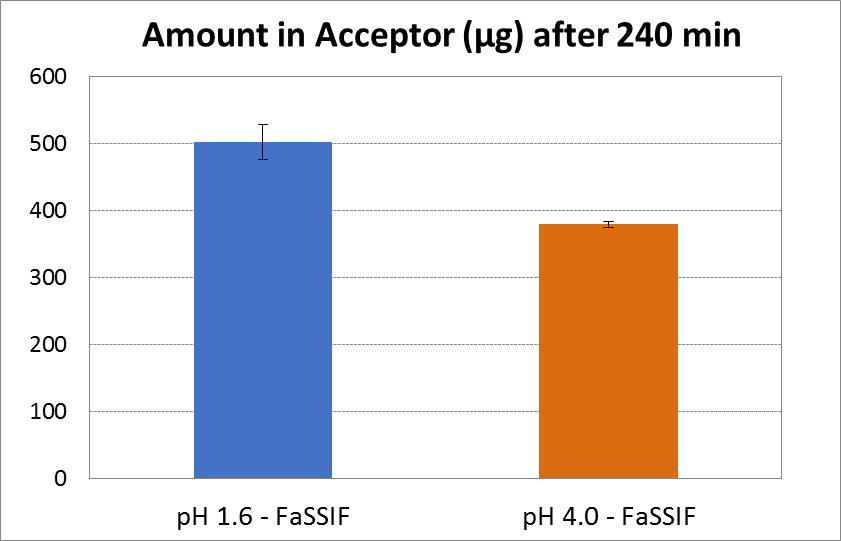 Amount in Acceptor (µg) after 240 min
600
500
400
300
200
100
0
pH 1.6 - FaSSIF
pH 4.0 - FaSSIF